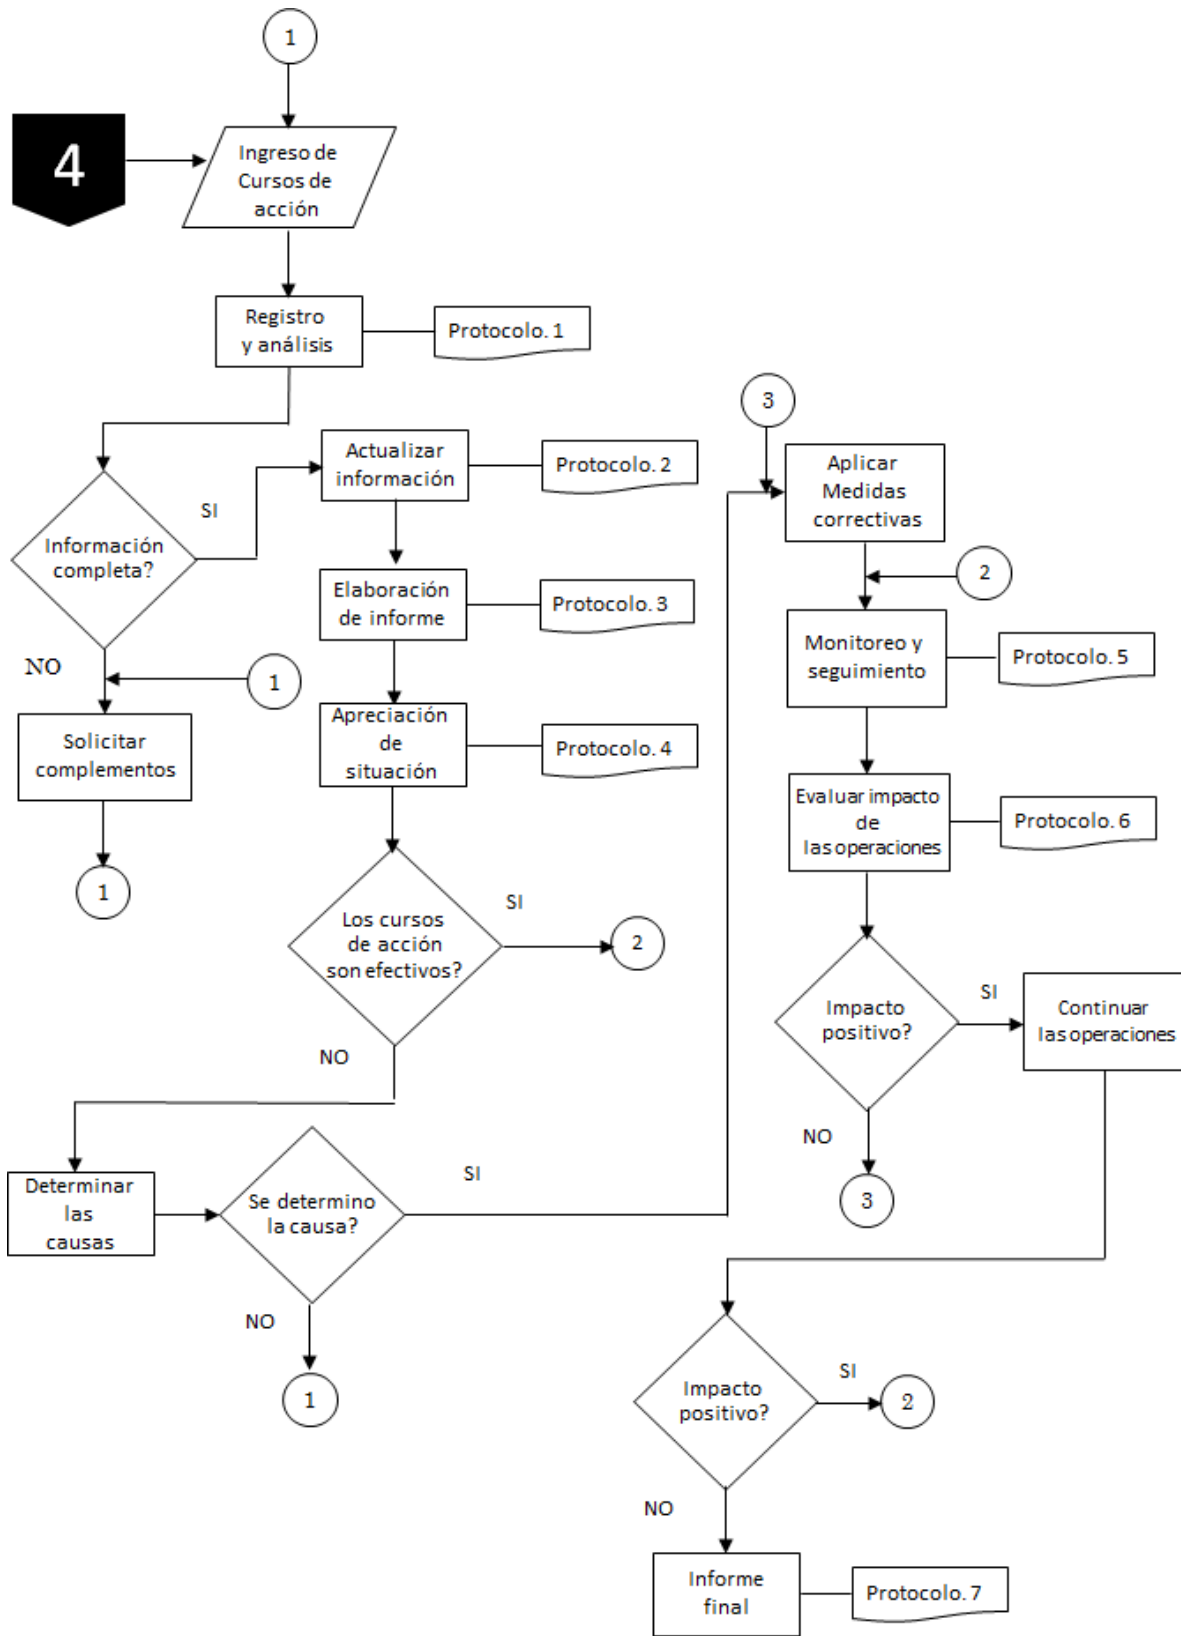 1
4
Ingreso de
Cursos de
acción
Registro
y análisis
Protocolo. 1
Información
completa?
SI
NO
1
Solicitar
complementos
1
Actualizar
información
Protocolo. 2
Elaboración
de informe
Protocolo. 3
Apreciación
de
situación
Protocolo. 4
Los cursos
de acción
son efectivos?
SI
2
NO
Determinar
las
causas
Se determino
la causa?
SI
NO
1
3
Aplicar
Medidas
correctivas
2
Monitoreo y
seguimiento
Protocolo. 5
Evaluar impacto
de
las operaciones
Protocolo. 6
Impacto
positivo?
SI
Continuar
las operaciones
NO
3
Impacto
positivo?
SI
2
NO
Informe
final
Protocolo. 7